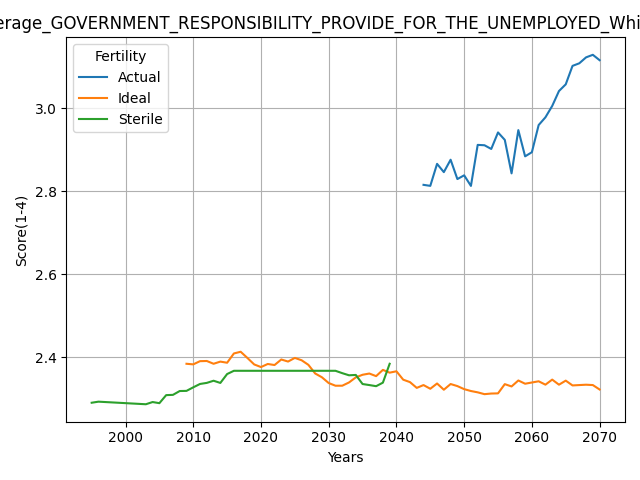 erage_GOVERNMENT_RESPONSIBILITY_PROVIDE_FOR_THE_UNEMPLOYED_Whi
Fertility
Actual
Ideal
Sterile
3.0
2.8
2.6
2.4
Score(1-4)
2000 2010 2020 2030 2040 2050 2060 2070
Years